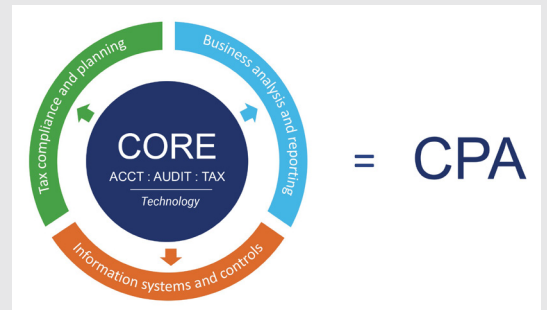 Tax compliance and planning
Business analysis and reporting
CORE
ACCT : AUDIT : TAX
Technology
Information systems and controls
= CPA